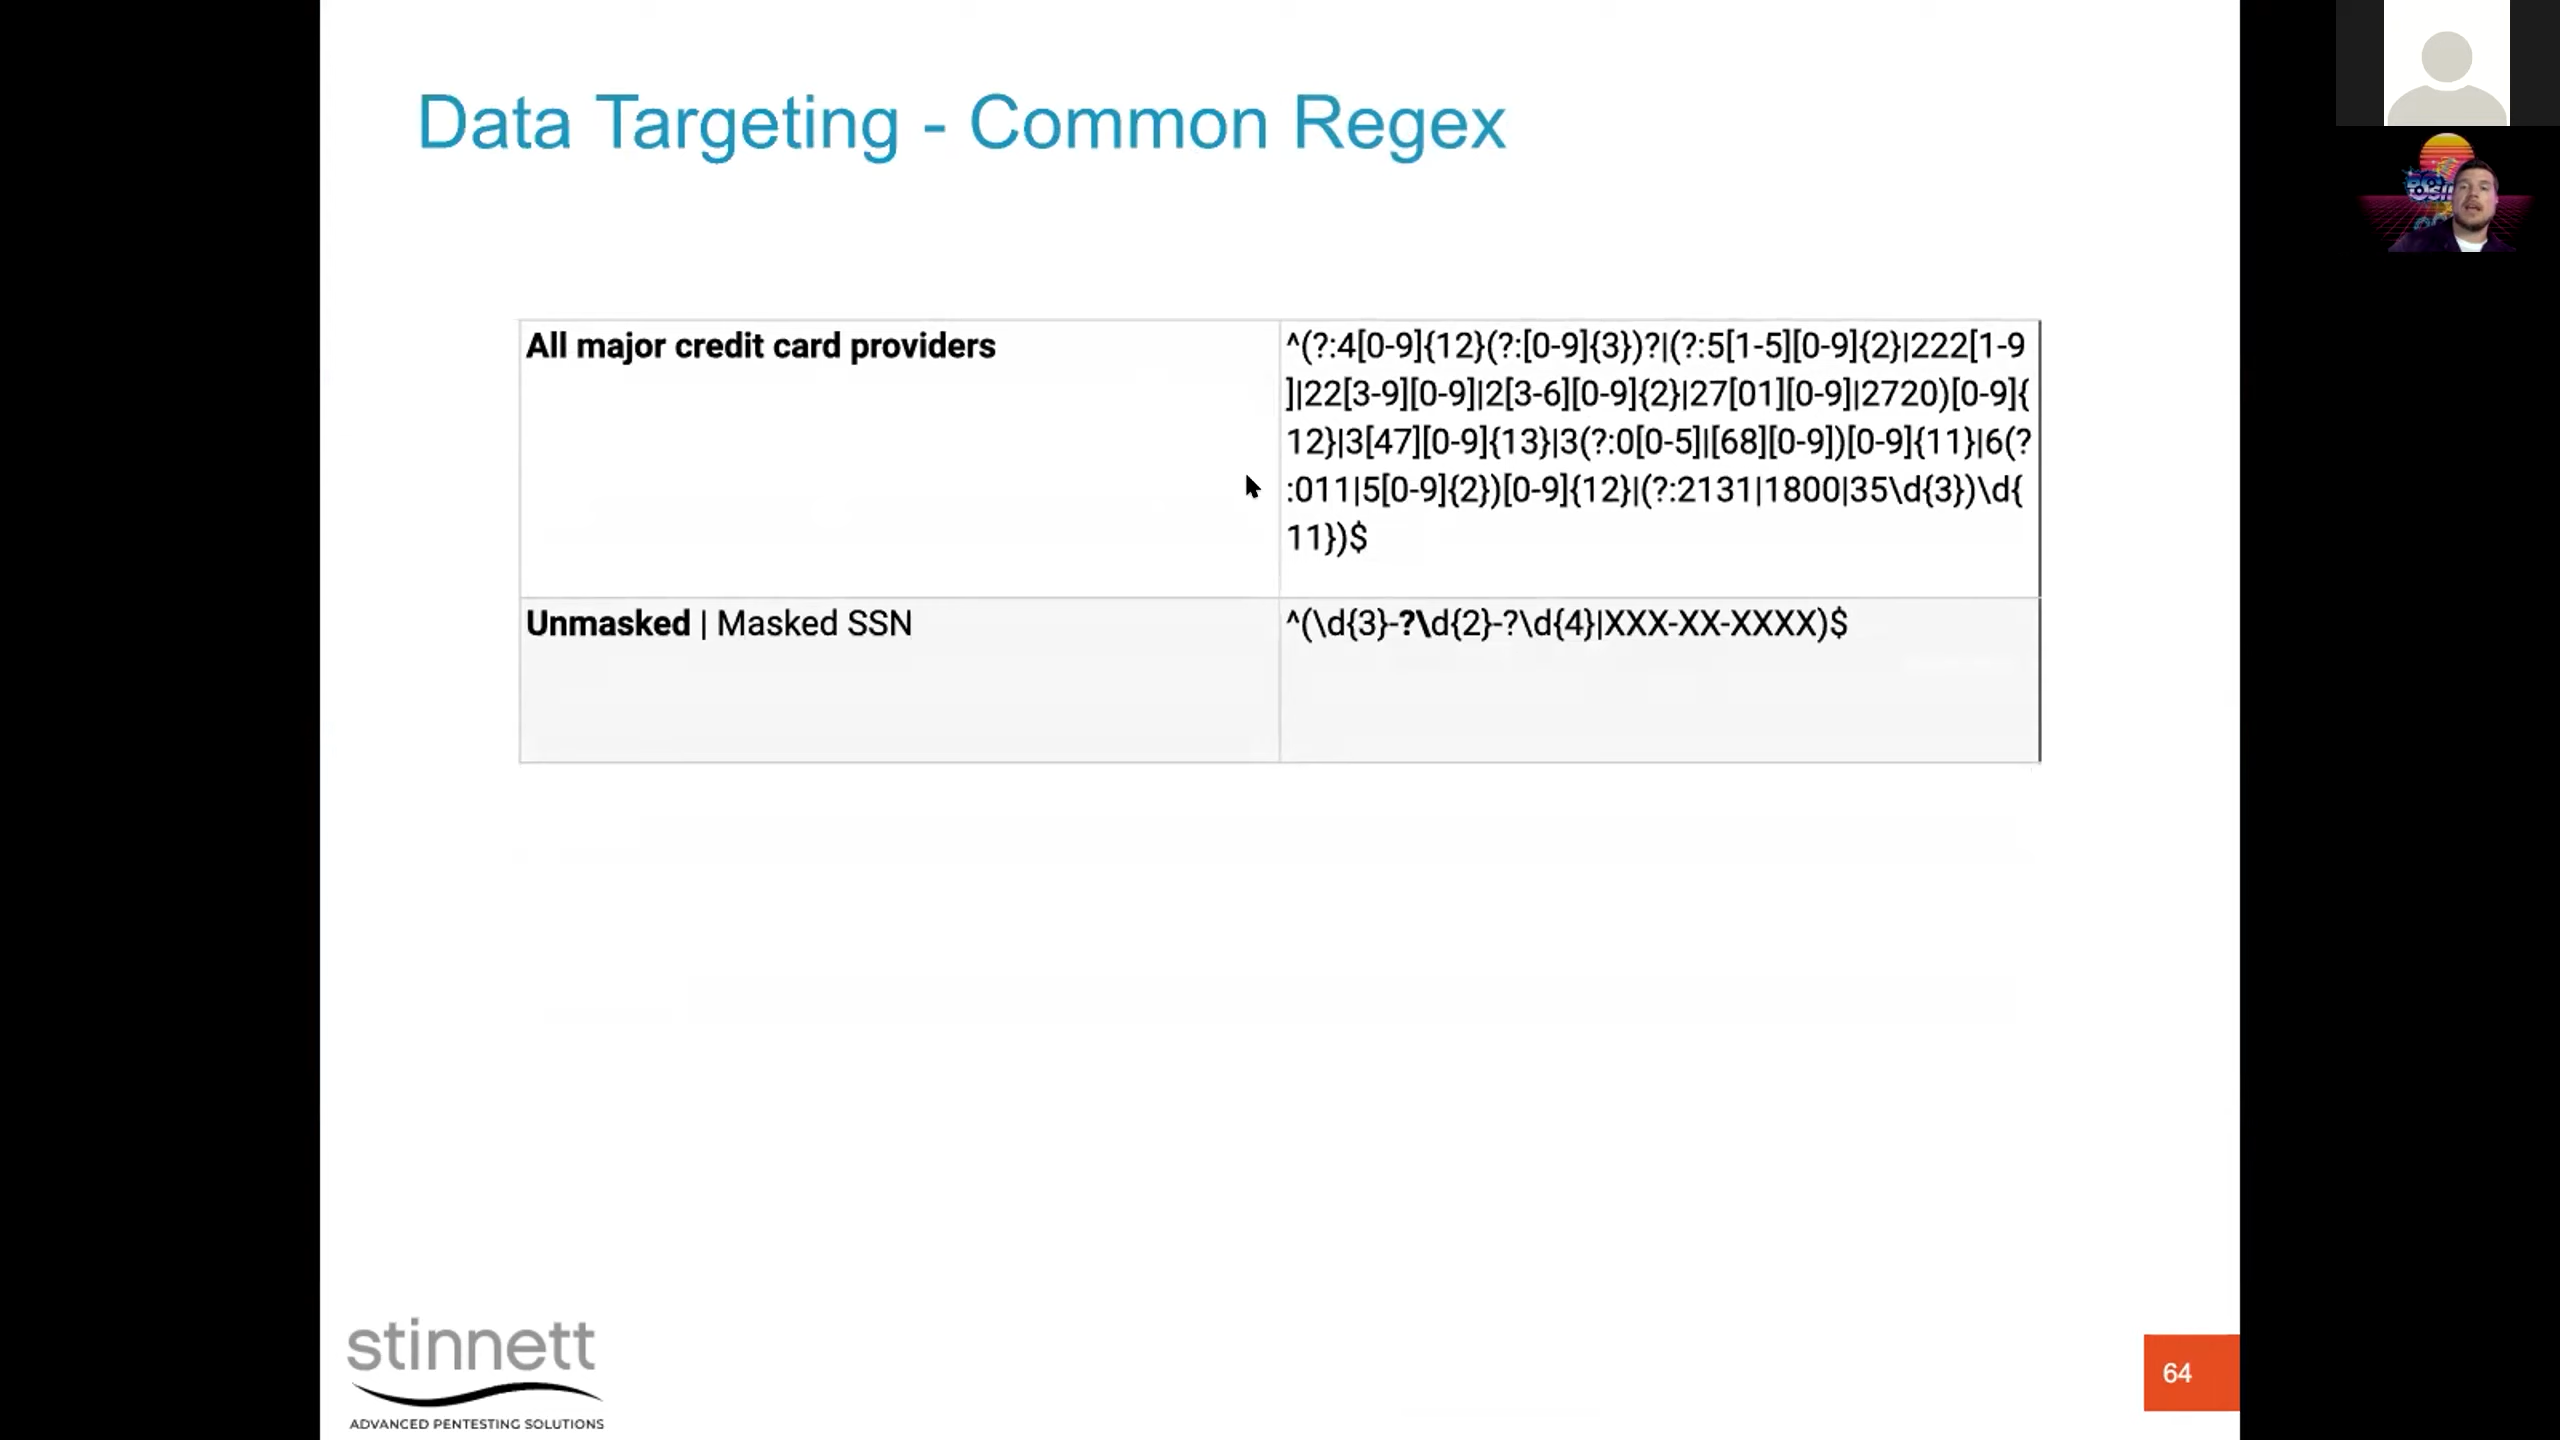 Data Targeting - Common Regex
All major credit card providers
^(?:4[0-9]{12}(?:[0-9]{3})?|(?:5[1-5][0-9]{2}|222[1-9
]|22[3-9][0-9]|2[3-6][0-9]{2}|27[01][0-9]|2720)[0-9]{
12}|3[47][0-9]{13}|3(?:0[0-5]|[68][0-9])[0-9]{11}|6(?
:011|5[0-9]{2})[0-9]{12}|(?:2131|1800|35\d{3})\d{
11})$
Unmasked | Masked SSN
^(\d{3}-?\d{2}-?\d{4}|XXX-XX-XXXX)$
stinnett
ADVANCED PENTESTING SOLUTIONS
64